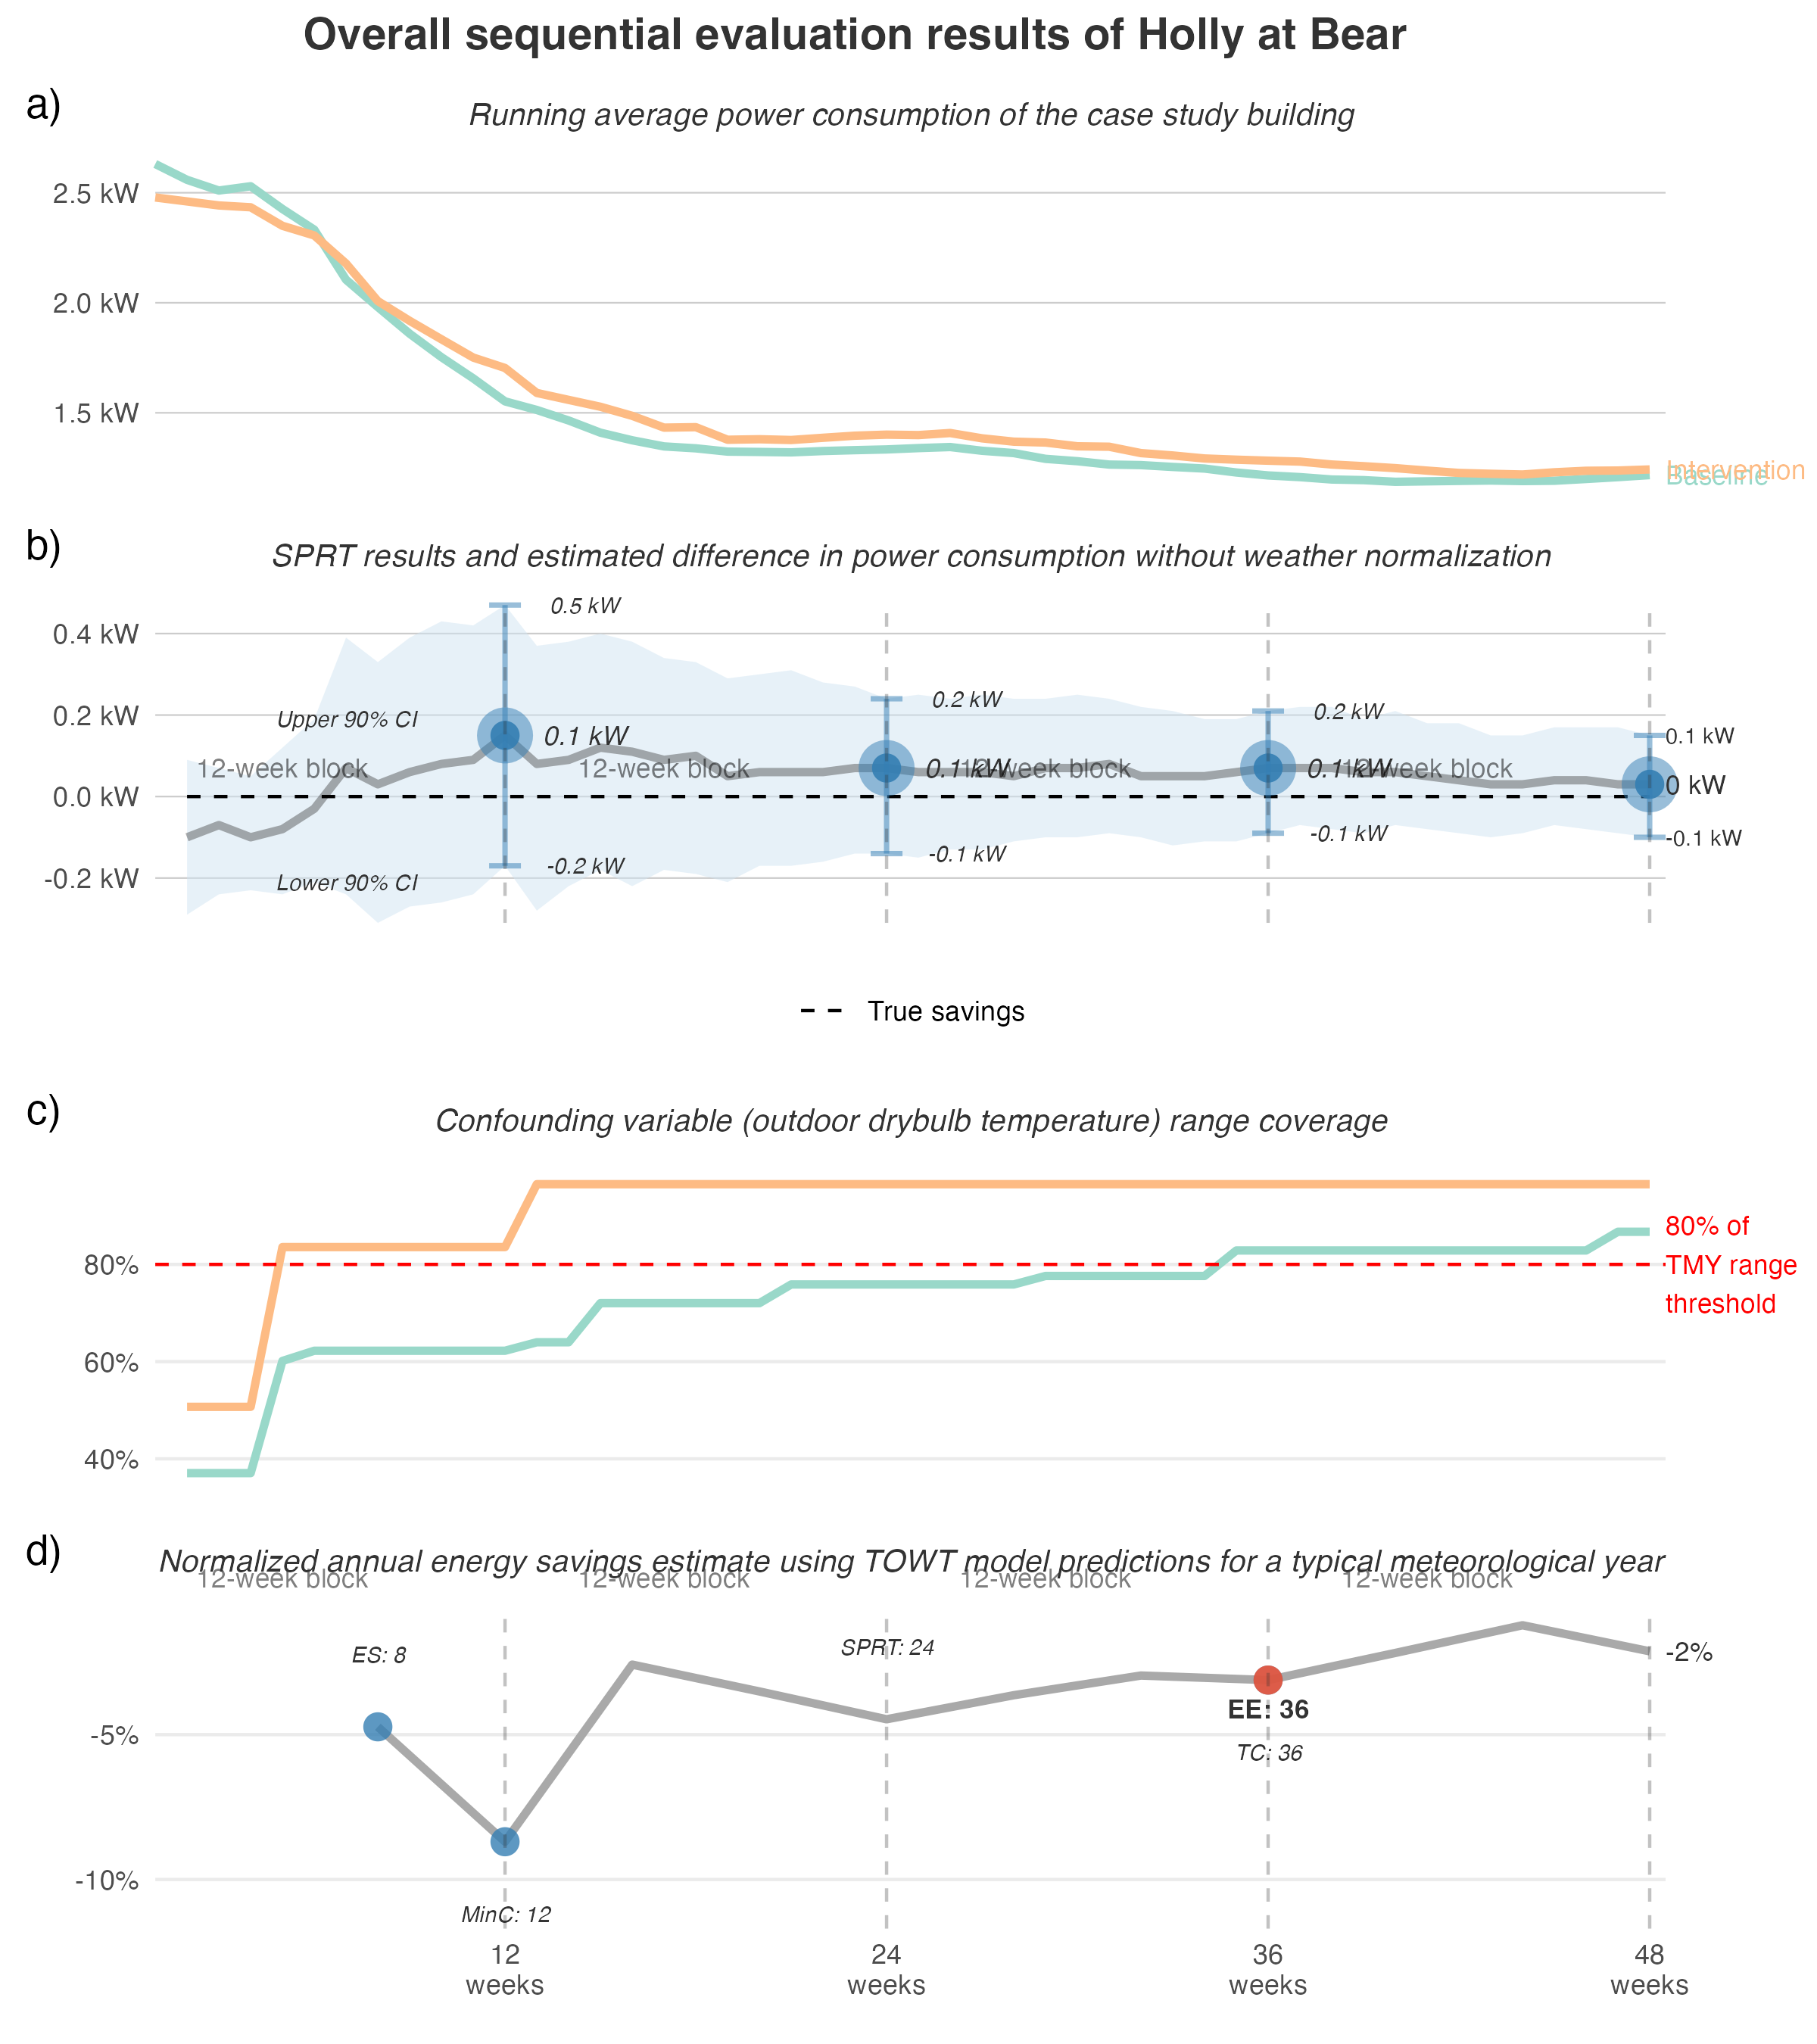 Overall sequential evaluation results of Holly at Bear
a)
Running average power consumption of the case study building
2.5 kW
2.0 kW
1.5 kW
Intervention
Baseline
b)
SPRT results and estimated difference in power consumption without weather normalization
0.4 kW
0.2 kW
0.0 kW
-0.2 kW
0.5 kW
Upper 90% CI
0.1 kW
12-week block
12-week block
Lower 90% CI
-0.2 kW
0.2 kW
0.1 kW
12-week block
-0.1 kW
0.2 kW
0.1 kW
12-week block
-0.1 kW
0.1 kW
0 kW
-0.1 kW
True savings
c)
Confounding variable (outdoor drybulb temperature) range coverage
80%
60%
40%
80% of
TMY range
threshold
d)
Normalized annual energy savings estimate using TOWT model predictions for a typical meteorological year
12-week block
12-week block
12-week block
12-week block
ES: 8
SPRT: 24
-2%
EE: 36
TC: 36
-5%
-10%
MinC: 12
12
weeks
24
weeks
36
weeks
48
weeks